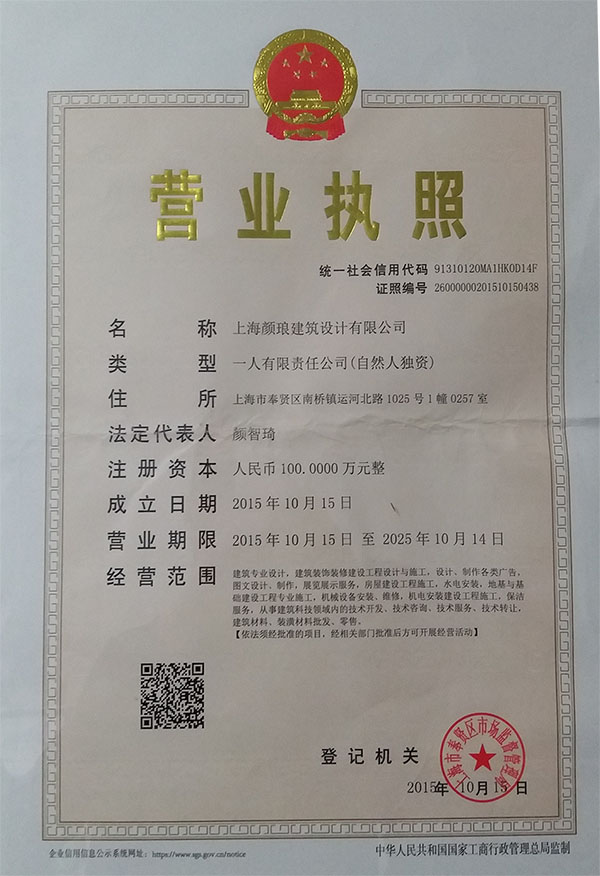 营业执照
统一社会信用代码 91310120MA1HK0D14F
证照编号 26000000201510150438
名称 上海颜琅建筑设计有限公司
类型 一人有限责任公司(自然人独资)
住所 上海市奉贤区南桥镇运河北路1025号1幢0257室
法定代表人 颜智琦
注册资本 人民币100.0000万元整
成立日期 2015年10月15日
营业期限 2015年10月15日 至 2025年10月14日
经营范围 建筑专业设计，建筑装饰装修建设工程设计与施工，设计、制作各类广告，
图文设计，制作，展览展示服务，房屋建设工程施工，水电安装，地基与基
础建设工程专业施工，机械设备安装、维修，机电安装建设工程施工，保洁
服务，从事建筑科技领域内的技术开发、技术咨询、技术服务、技术转让，
建筑材料、装潢材料批发、零售。
【依法须经批准的项目，经相关部门批准后方可开展经营活动】
登记机关
上海市奉贤区市场监督管理局
2015年10月15日
企业信用信息公示系统网址：https://www.sgs.gov.cn/notice
中华人民共和国国家工商行政管理总局监制